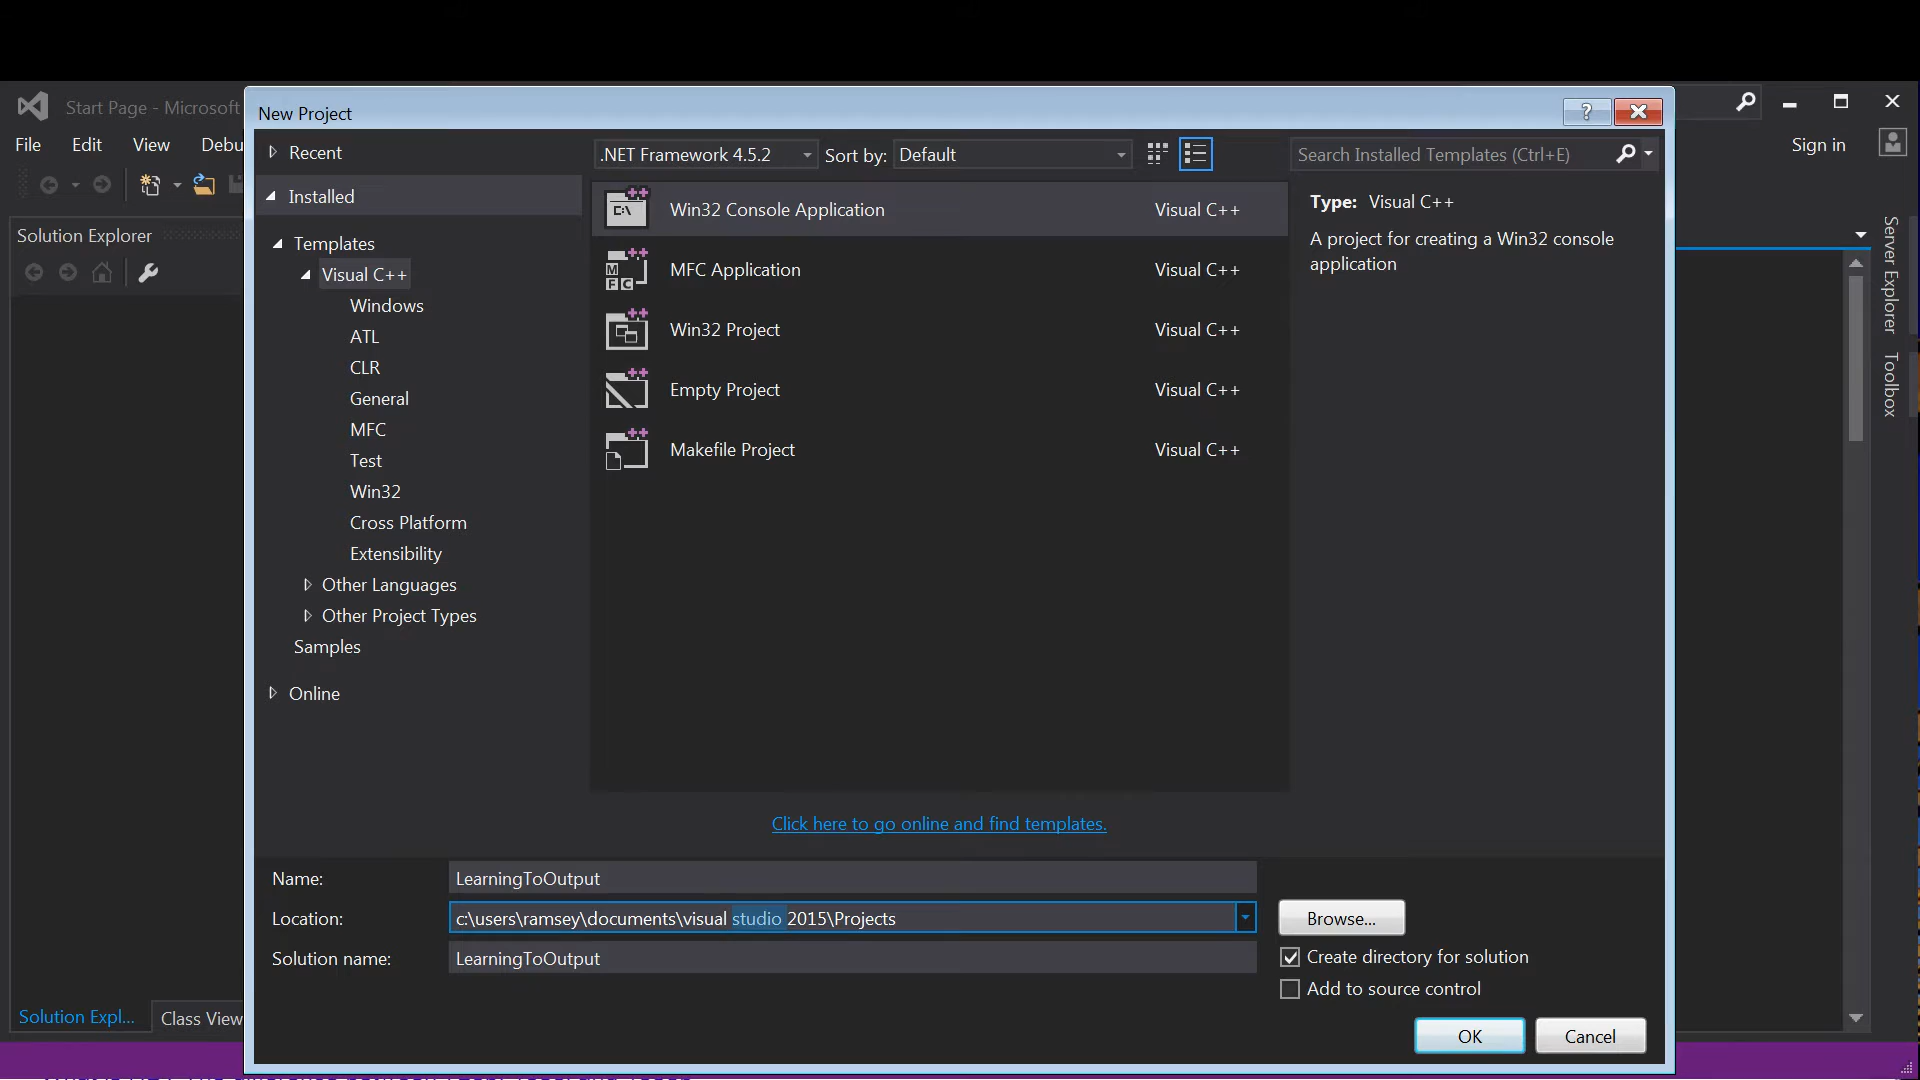 Start Page - Microsoft
File Edit View Debu
Sign in
Solution Explorer
Server Explorer
Toolbox
New Project
?
Recent
.NET Framework 4.5.2
Sort by: Default
Search Installed Templates (Ctrl+E)
Installed
Templates
Visual C++
Windows
ATL
CLR
General
MFC
Test
Win32
Cross Platform
Extensibility
Other Languages
Other Project Types
Samples
Online
Win32 Console Application Visual C++
MFC Application Visual C++
Win32 Project Visual C++
Empty Project Visual C++
Makefile Project Visual C++
Type: Visual C++
A project for creating a Win32 console
application
Click here to go online and find templates.
Name: LearningToOutput
Location: c:\users\ramsey\documents\visual studio 2015\Projects
Browse...
Solution name: LearningToOutput
Create directory for solution
Add to source control
OK Cancel
Solution Expl... Class View